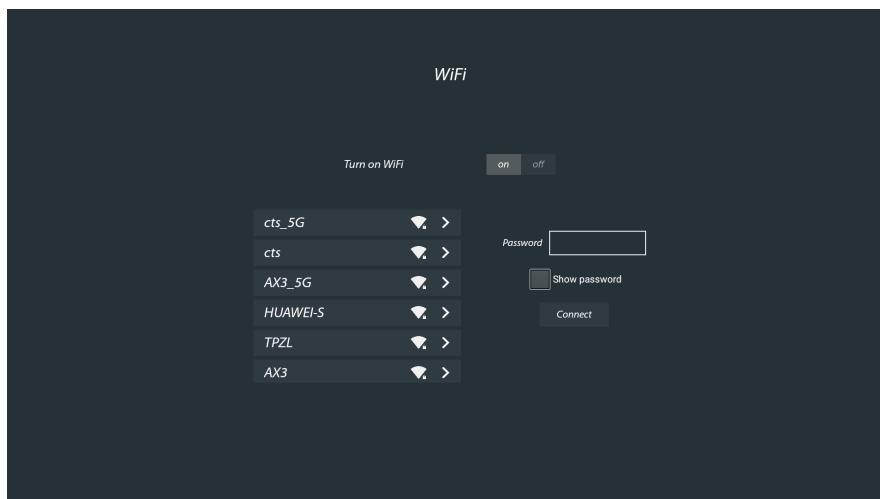 WiFi
Turn on WiFi on off
cts_5G
cts
AX3_5G
HUAWEI-S
TPZL
AX3
Password
Show password
Connect